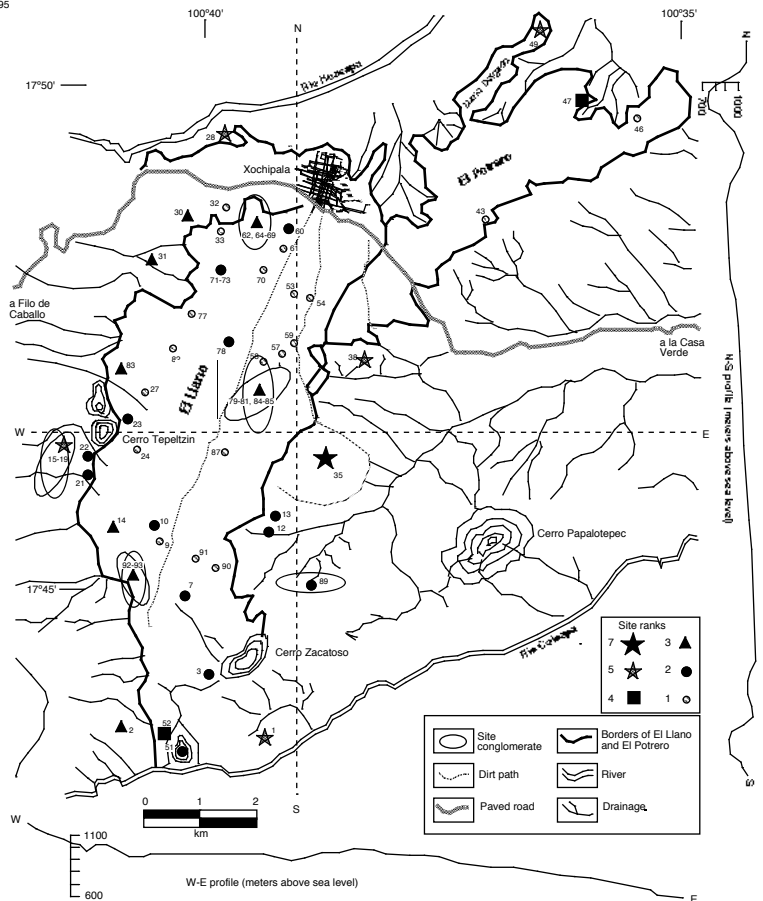 95
100°40'
100°35'
N
N
17°50'
49
700
1000
47
46
28
Xochipala
El Potrero
32
30
62, 64-69
60
33
43
61
31
71-73
70
53
54
77
a Filo de
Caballo
59
78
57
58
38
a la Casa
Verde
83
27
El Llano
79-81, 84-85
N-S profile (meters above sea level)
23
W
E
Cerro Tepeltzin
15-19
22
24
87
35
21
13
14
10
12
Cerro Papalotepec
9
91
92-93
90
17°45'
89
7
Site ranks
7
3
5
2
4
1
Cerro Zacatoso
3
2
52
51
1
Site
conglomerate
Borders of El Llano
and El Potrero
Dirt path
River
Paved road
Drainage
S
S
0
1
2
km
W
1100
W-E profile (meters above sea level)
600
E